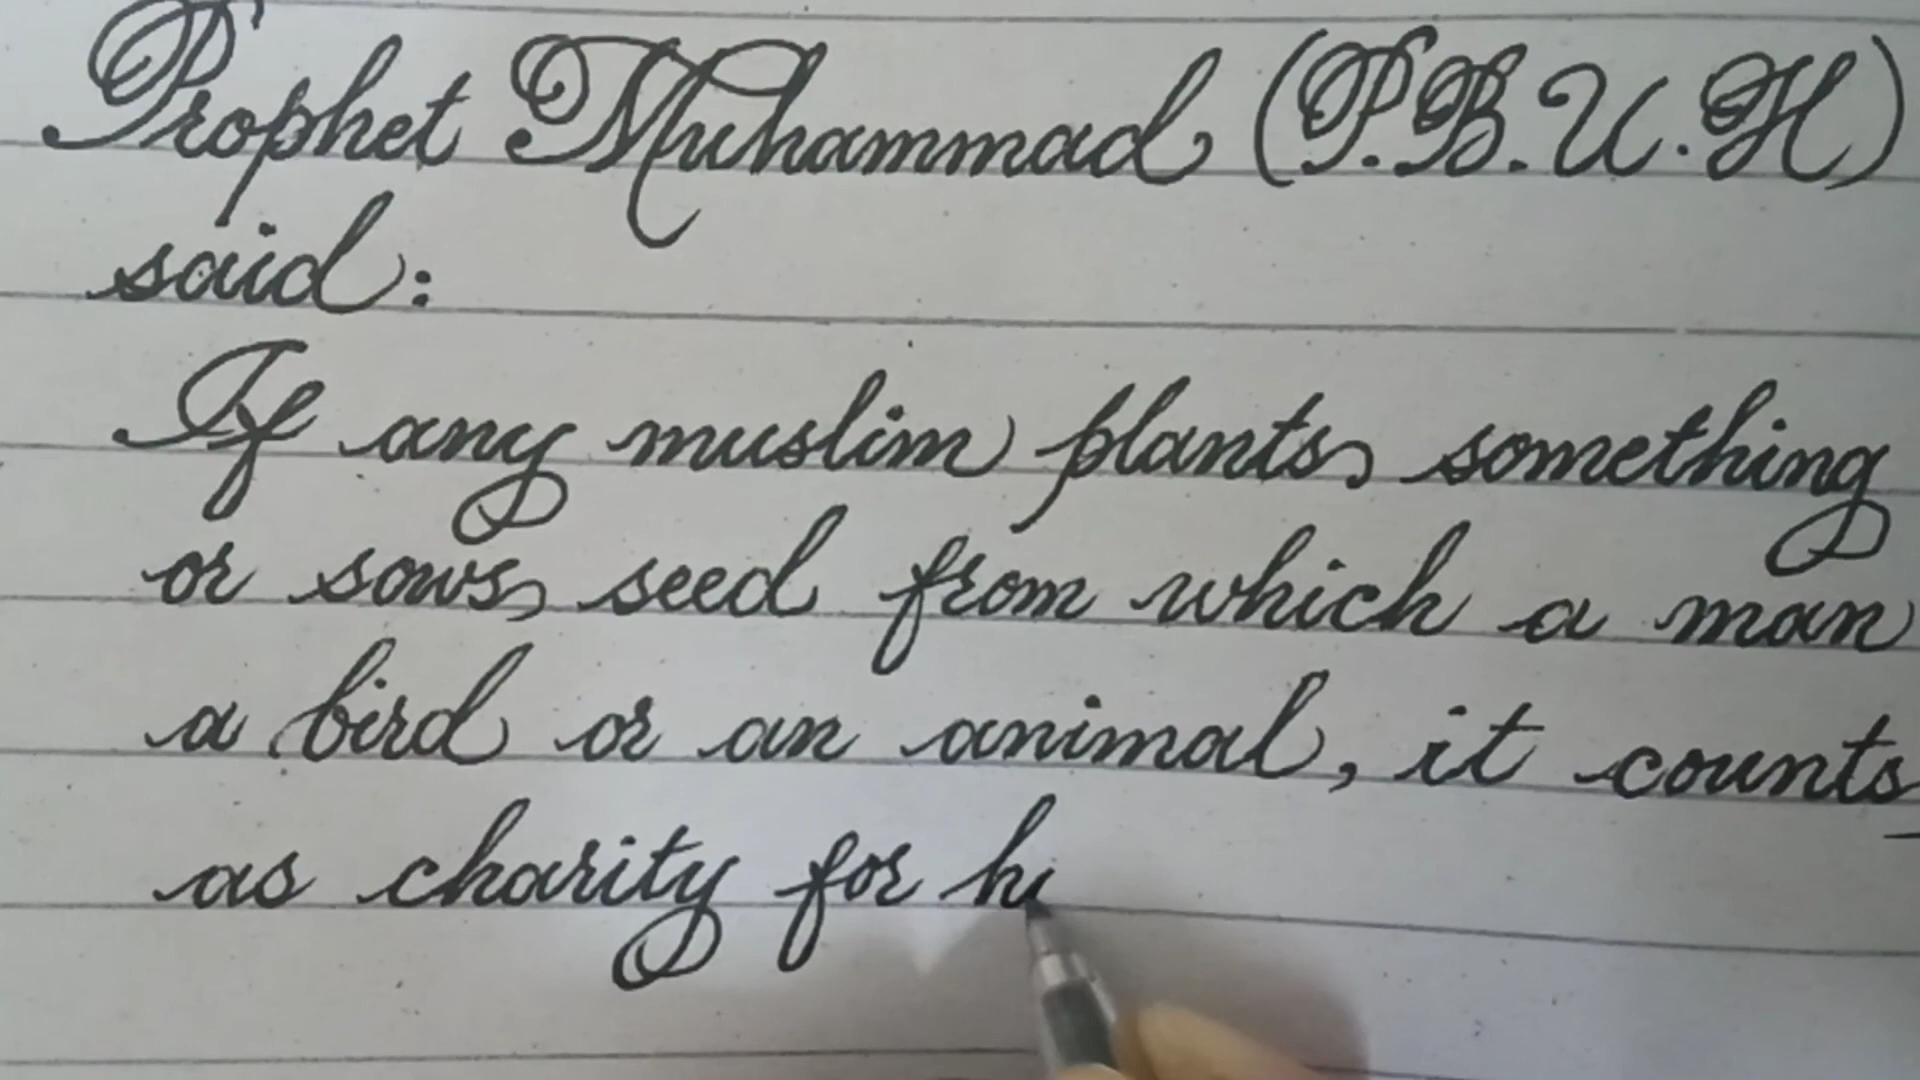 Prophet Muhammad (P.B.U.H)
said:
If any muslim plants something
or sows seed from which a man
a bird or an animal, it counts
as charity for hi